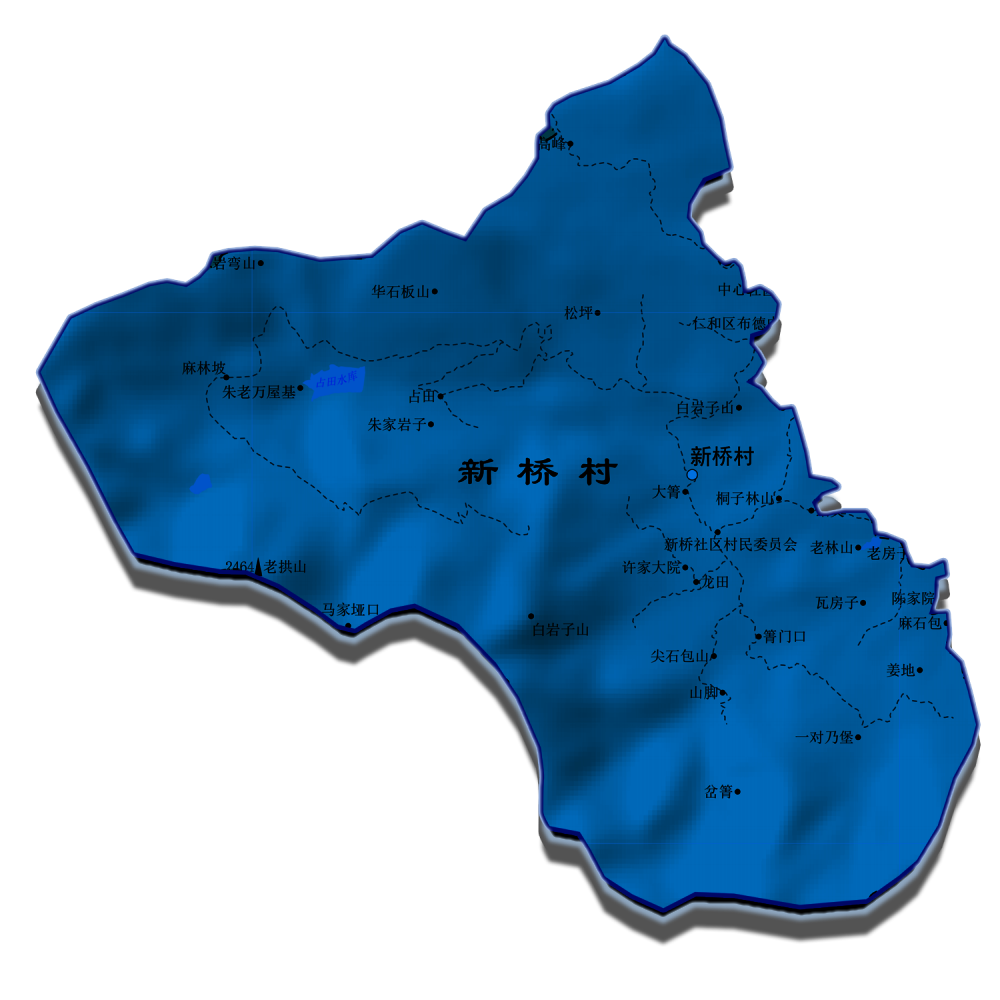 高峰
岩弯山
华石板山
中心社区
松坪
仁和区布德
麻林坡
朱老万屋基
占田水库
占田
白岩子山
朱家岩子
新桥村
新桥村
大箐
桐子林山
新桥社区村民委员会
老林山
老房子
2464
老拱山
许家大院
龙田
瓦房子
陈家院
马家垭口
白岩子山
麻石包
箐门口
尖石包山
姜地
山脚
一对乃堡
岔箐